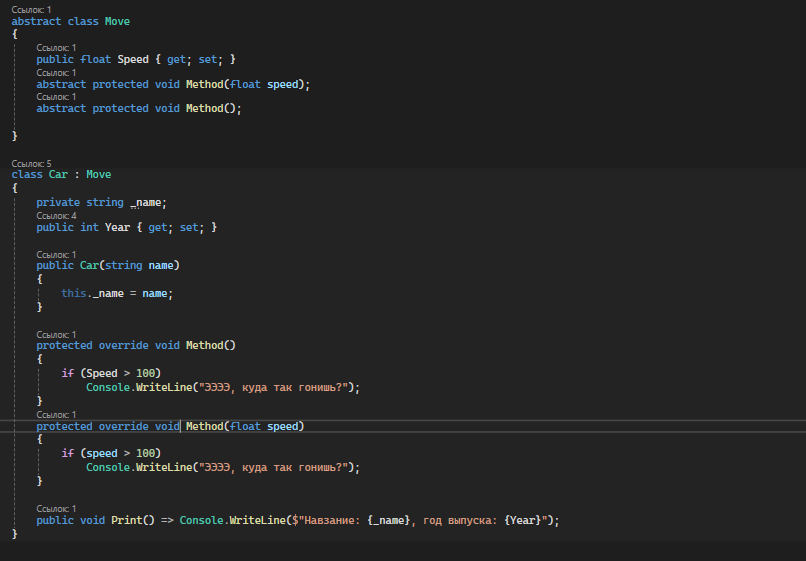 Ссылок: 1
abstract class Move
{
Ссылок: 1
public float Speed { get; set; }
Ссылок: 1
abstract protected void Method(float speed);
Ссылок: 1
abstract protected void Method();
}
Ссылок: 5
class Car : Move
{
private string _name;
Ссылок: 4
public int Year { get; set; }
Ссылок: 1
public Car(string name)
{
this._name = name;
}
Ссылок: 1
protected override void Method()
{
if (Speed > 100)
Console.WriteLine("ЭЭЭЭ, куда так гонишь?");
}
Ссылок: 1
protected override void Method(float speed)
{
if (speed > 100)
Console.WriteLine("ЭЭЭЭ, куда так гонишь?");
}
Ссылок: 1
public void Print() => Console.WriteLine($"Навзание: {_name}, год выпуска: {Year}");
}